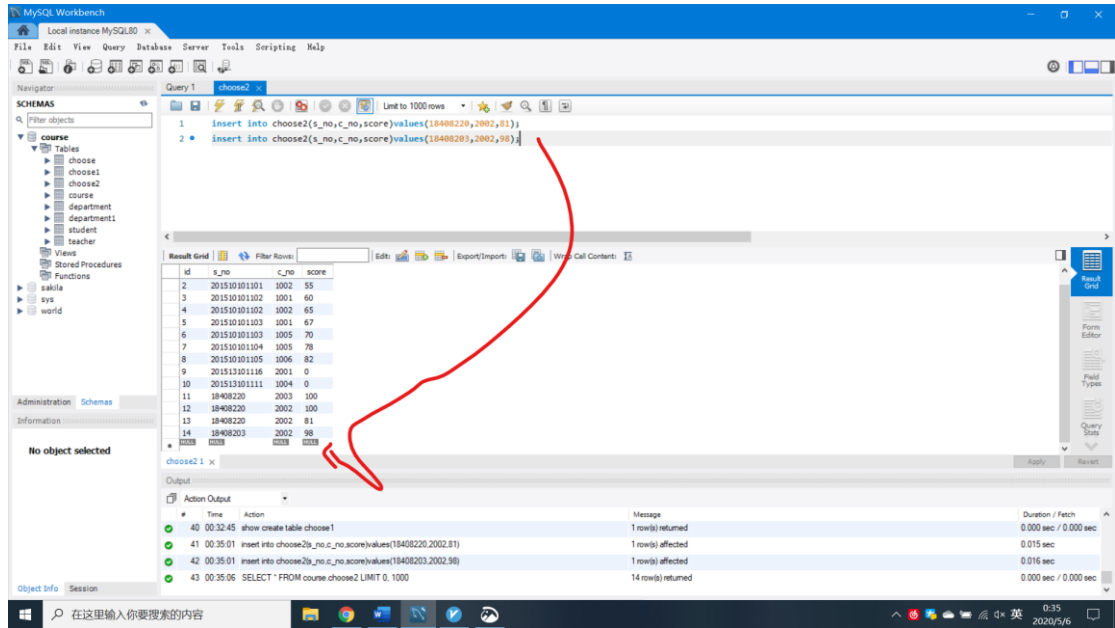 MySQL Workbench
Local instance MySQL80 ×
File Edit View Query Database Server Tools Scripting Help
Navigator
Query 1 choose2 ×
SCHEMAS
Limit to 1000 rows
Filter objects
1 insert into choose2(s_no,c_no,score)values(18408220,2002,81);
2 insert into choose2(s_no,c_no,score)values(18408203,2002,98);
course
Tables
choose
choose1
choose2
course
department
department1
student
teacher
Views
Stored Procedures
Functions
sakila
sys
world
Result Grid Filter Rows: Edit: Export/Import: Wrap Cell Content:
id s_no c_no score
2 201510101101 1002 55
3 201510101102 1001 60
4 201510101102 1002 65
5 201510101103 1001 67
6 201510101103 1005 70
7 201510101104 1005 78
8 201510101105 1006 82
9 201513101116 2001 0
10 201513101111 1004 0
11 18408220 2003 100
12 18408220 2002 100
13 18408220 2002 81
14 18408203 2002 98
NULL NULL NULL NULL
Result Grid
Form Editor
Field Types
Query Stats
Administration Schemas
Information
No object selected
choose2 1 ×
Apply Revert
Output
Action Output
# Time Action Message Duration / Fetch
40 00:32:45 show create table choose1 1 row(s) returned 0.000 sec / 0.000 sec
41 00:35:01 insert into choose2(s_no,c_no,score)values(18408220,2002,81) 1 row(s) affected 0.015 sec
42 00:35:01 insert into choose2(s_no,c_no,score)values(18408203,2002,98) 1 row(s) affected 0.016 sec
43 00:35:06 SELECT * FROM course.choose2 LIMIT 0, 1000 14 row(s) returned 0.000 sec / 0.000 sec
Object Info Session
在这里输入你要搜索的内容
英
0:35
2020/5/6